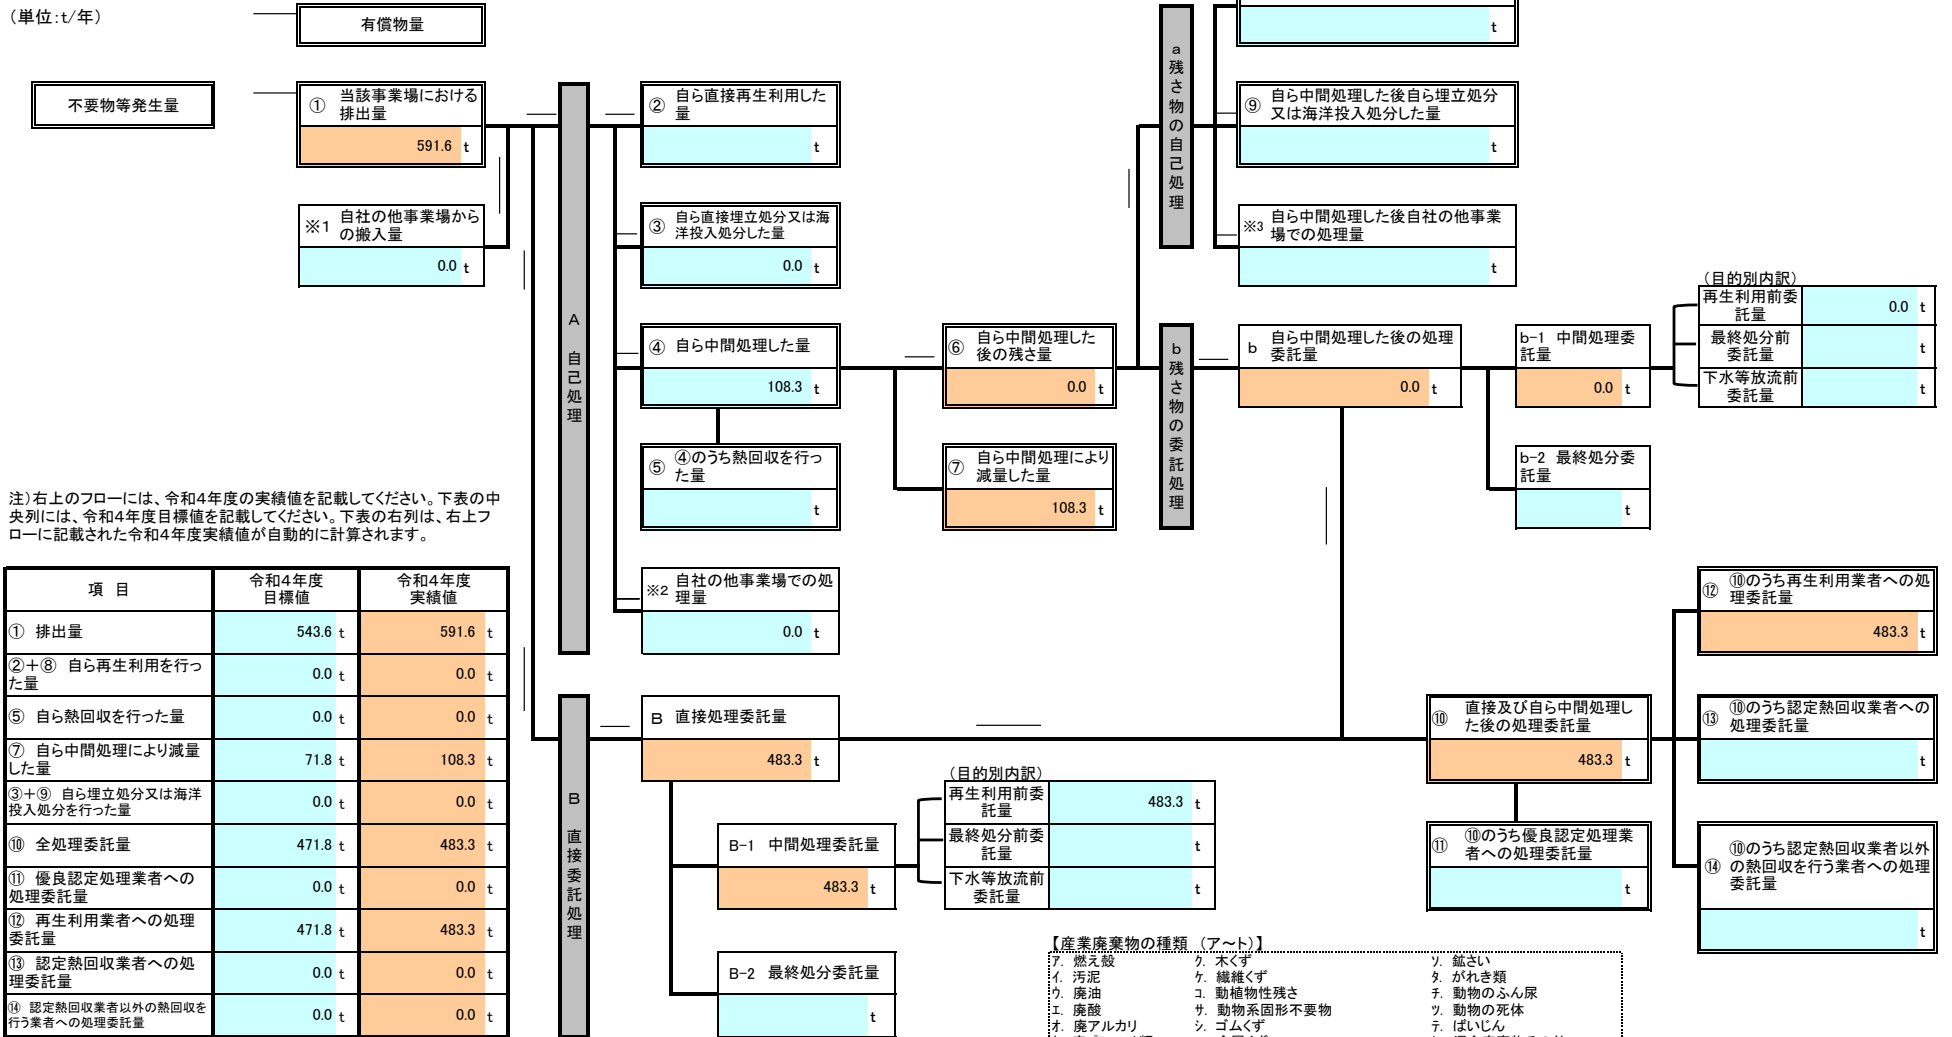 （単位：t／年）
有償物量
t
不要物等発生量
① 当該事業場における
排出量
591.6 t
※1 自社の他事業場から
の搬入量
0.0 t
A 自己処理
② 自ら直接再生利用した
量
t
③ 自ら直接埋立処分又は海
洋投入処分した量
0.0 t
④ 自ら中間処理した量
108.3 t
⑤ ④のうち熱回収を行っ
た量
t
※2 自社の他事業場での処
理量
0.0 t
⑥ 自ら中間処理した
後の残さ量
0.0 t
⑦ 自ら中間処理により
減量した量
108.3 t
a 残さ物の自己処理
⑨ 自ら中間処理した後自ら埋立処分
又は海洋投入処分した量
t
※3 自ら中間処理した後自社の他事業
場での処理量
t
b 残さ物の委託処理
b 自ら中間処理した後の処理
委託量
0.0 t
b-1 中間処理委
託量
0.0 t
b-2 最終処分委
託量
t
（目的別内訳）
再生利用前委
託量
0.0 t
最終処分前
委託量
t
下水等放流前
委託量
t
注）右上のフローには、令和4年度の実績値を記載してください。下表の中
央列には、令和4年度目標値を記載してください。下表の右列は、右上フ
ローに記載された令和4年度実績値が自動的に計算されます。
項 目
令和4年度
目標値
令和4年度
実績値
① 排出量
543.6 t
591.6 t
②＋⑧ 自ら再生利用を行っ
た量
0.0 t
0.0 t
⑤ 自ら熱回収を行った量
0.0 t
0.0 t
⑦ 自ら中間処理により減量
した量
71.8 t
108.3 t
③＋⑨ 自ら埋立処分又は海洋
投入処分を行った量
0.0 t
0.0 t
⑩ 全処理委託量
471.8 t
483.3 t
⑪ 優良認定処理業者への
処理委託量
0.0 t
0.0 t
⑫ 再生利用業者への処理
委託量
471.8 t
483.3 t
⑬ 認定熱回収業者への処
理委託量
0.0 t
0.0 t
⑭ 認定熱回収業者以外の熱回収を
行う業者への処理委託量
0.0 t
0.0 t
B 直接委託処理
B 直接処理委託量
483.3 t
B-1 中間処理委託量
483.3 t
B-2 最終処分委託量
t
（目的別内訳）
再生利用前委
託量
483.3 t
最終処分前委
託量
t
下水等放流前
委託量
t
⑩ 直接及び自ら中間処理し
た後の処理委託量
483.3 t
⑪ ⑩のうち優良認定処理業
者への処理委託量
t
⑫ ⑩のうち再生利用業者への処
理委託量
483.3 t
⑬ ⑩のうち認定熱回収業者への
処理委託量
t
⑭ ⑩のうち認定熱回収業者以外
の熱回収を行う業者への処理
委託量
t
【産業廃棄物の種類 （ア～ト）】
ア. 燃え殻
イ. 汚泥
ウ. 廃油
エ. 廃酸
オ. 廃アルカリ
ク. 木くず
ケ. 繊維くず
コ. 動植物性残さ
サ. 動物系固形不要物
シ. ゴムくず
ソ. 鉱さい
タ. がれき類
チ. 動物のふん尿
ツ. 動物の死体
テ. ばいじん